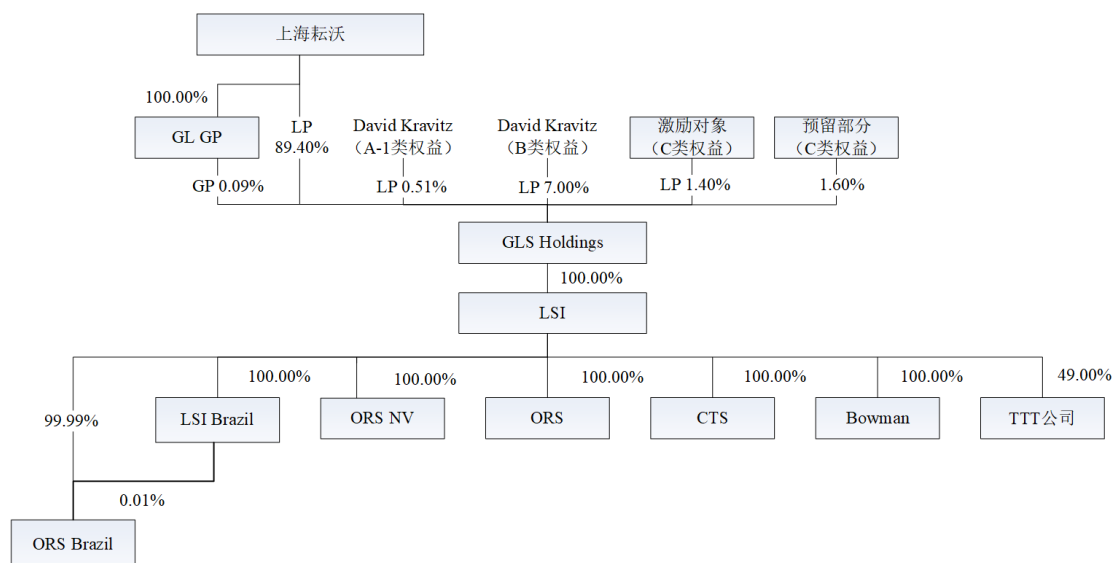 上海耘沃
100.00%
GL GP
LP
89.40%
David Kravitz
（A-1类权益）
David Kravitz
（B类权益）
激励对象
（C类权益）
预留部分
（C类权益）
GP 0.09%
LP 0.51%
LP 7.00%
LP 1.40%
1.60%
GLS Holdings
100.00%
LSI
99.99%
100.00%
100.00%
100.00%
100.00%
100.00%
49.00%
LSI Brazil
ORS NV
ORS
CTS
Bowman
TTT公司
0.01%
ORS Brazil